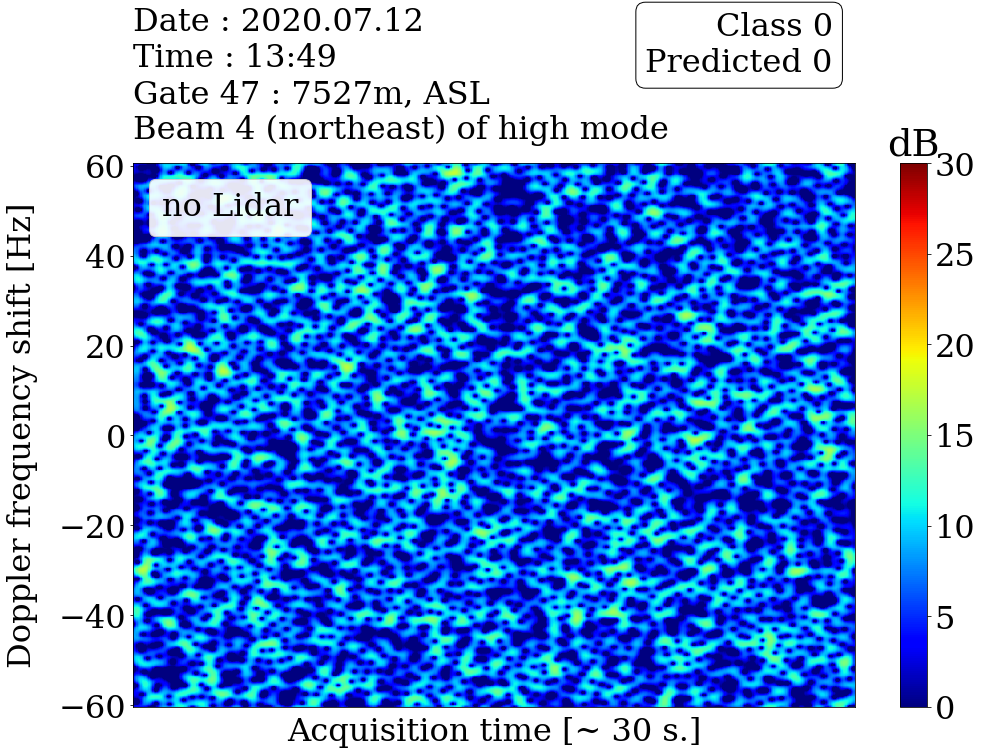 Date : 2020.07.12
Time : 13:49
Gate 47 : 7527m, ASL
Beam 4 (northeast) of high mode
Class 0
Predicted 0
dB
no Lidar
Doppler frequency shift [Hz]
60
40
20
0
−20
−40
−60
Acquisition time [~ 30 s.]
30
25
20
15
10
5
0